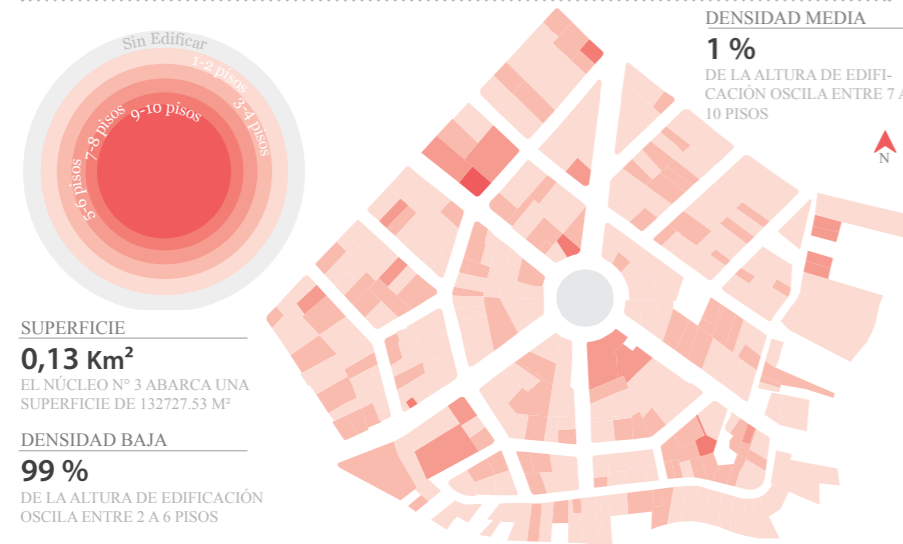 Sin Edificar
1-2 pisos
3-4 pisos
5-6 pisos
7-8 pisos
9-10 pisos
SUPERFICIE
0,13 Km²
EL NÚCLEO N° 3 ABARCA UNA
SUPERFICIE DE 132727.53 M²
DENSIDAD BAJA
99 %
DE LA ALTURA DE EDIFICACIÓN
OSCILA ENTRE 2 A 6 PISOS
DENSIDAD MEDIA
1 %
DE LA ALTURA DE EDIFI-
CACIÓN OSCILA ENTRE 7 A
10 PISOS
N